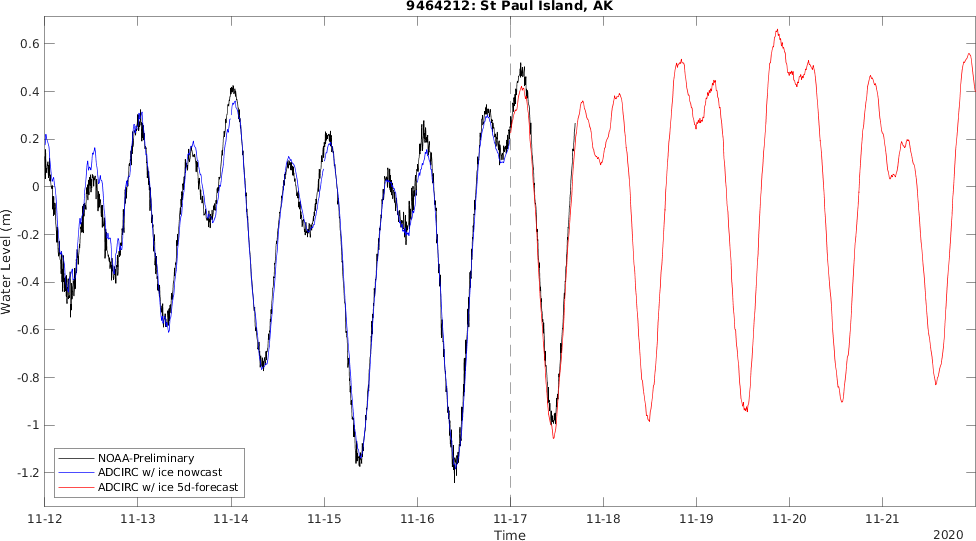 9464212: St Paul Island, AK
0.6
0.4
0.2
0
-0.2
-0.4
-0.6
-0.8
-1
-1.2
Water Level (m)
NOAA-Preliminary
ADCIRC w/ ice nowcast
ADCIRC w/ ice 5d-forecast
11-12 11-13 11-14 11-15 11-16 11-17 11-18 11-19 11-20 11-21
Time
2020